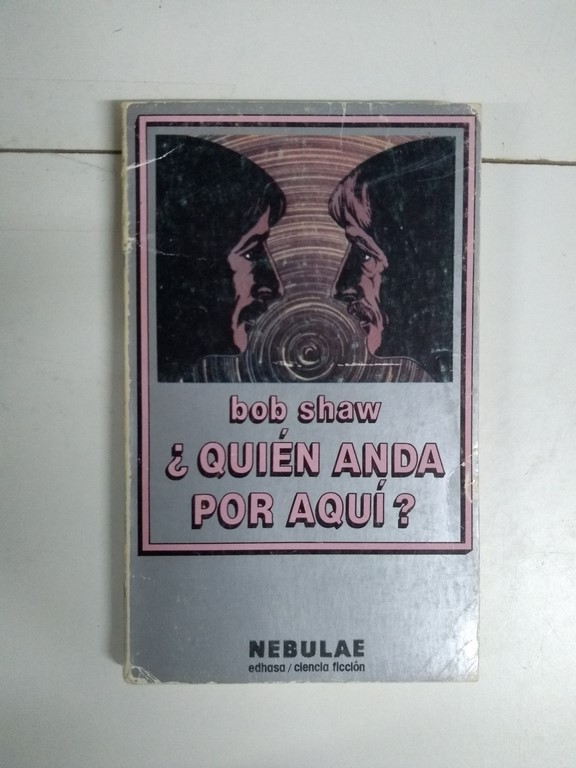 bob shaw
¿ QUIÉN ANDA
POR AQUÍ ?
NEBULAE
edhasa / ciencia ficción